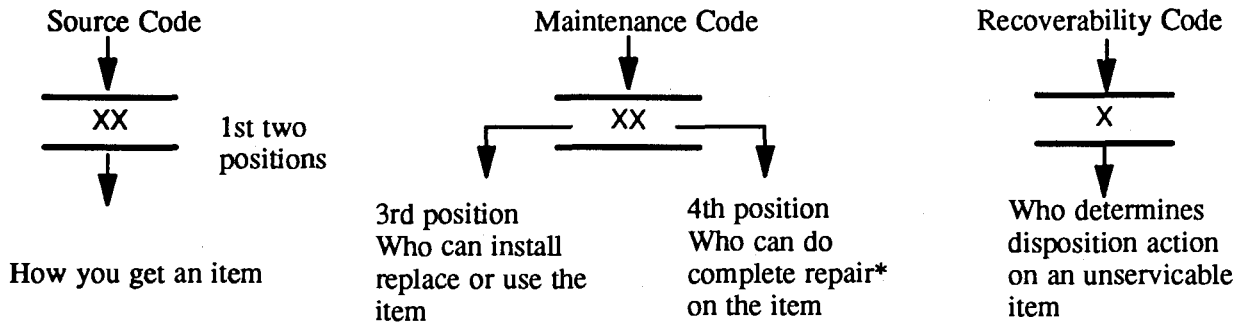 Source Code
XX
1st two
positions
How you get an item
Maintenance Code
XX
3rd position
Who can install
replace or use the
item
4th position
Who can do
complete repair*
on the item
Recoverability Code
X
Who determines
disposition action
on an unservicable
item